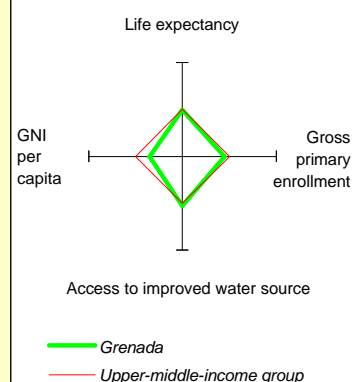 Life expectancy
GNI
per
capita
Gross
primary
enrollment
Access to improved water source
Grenada
Upper-middle-income group